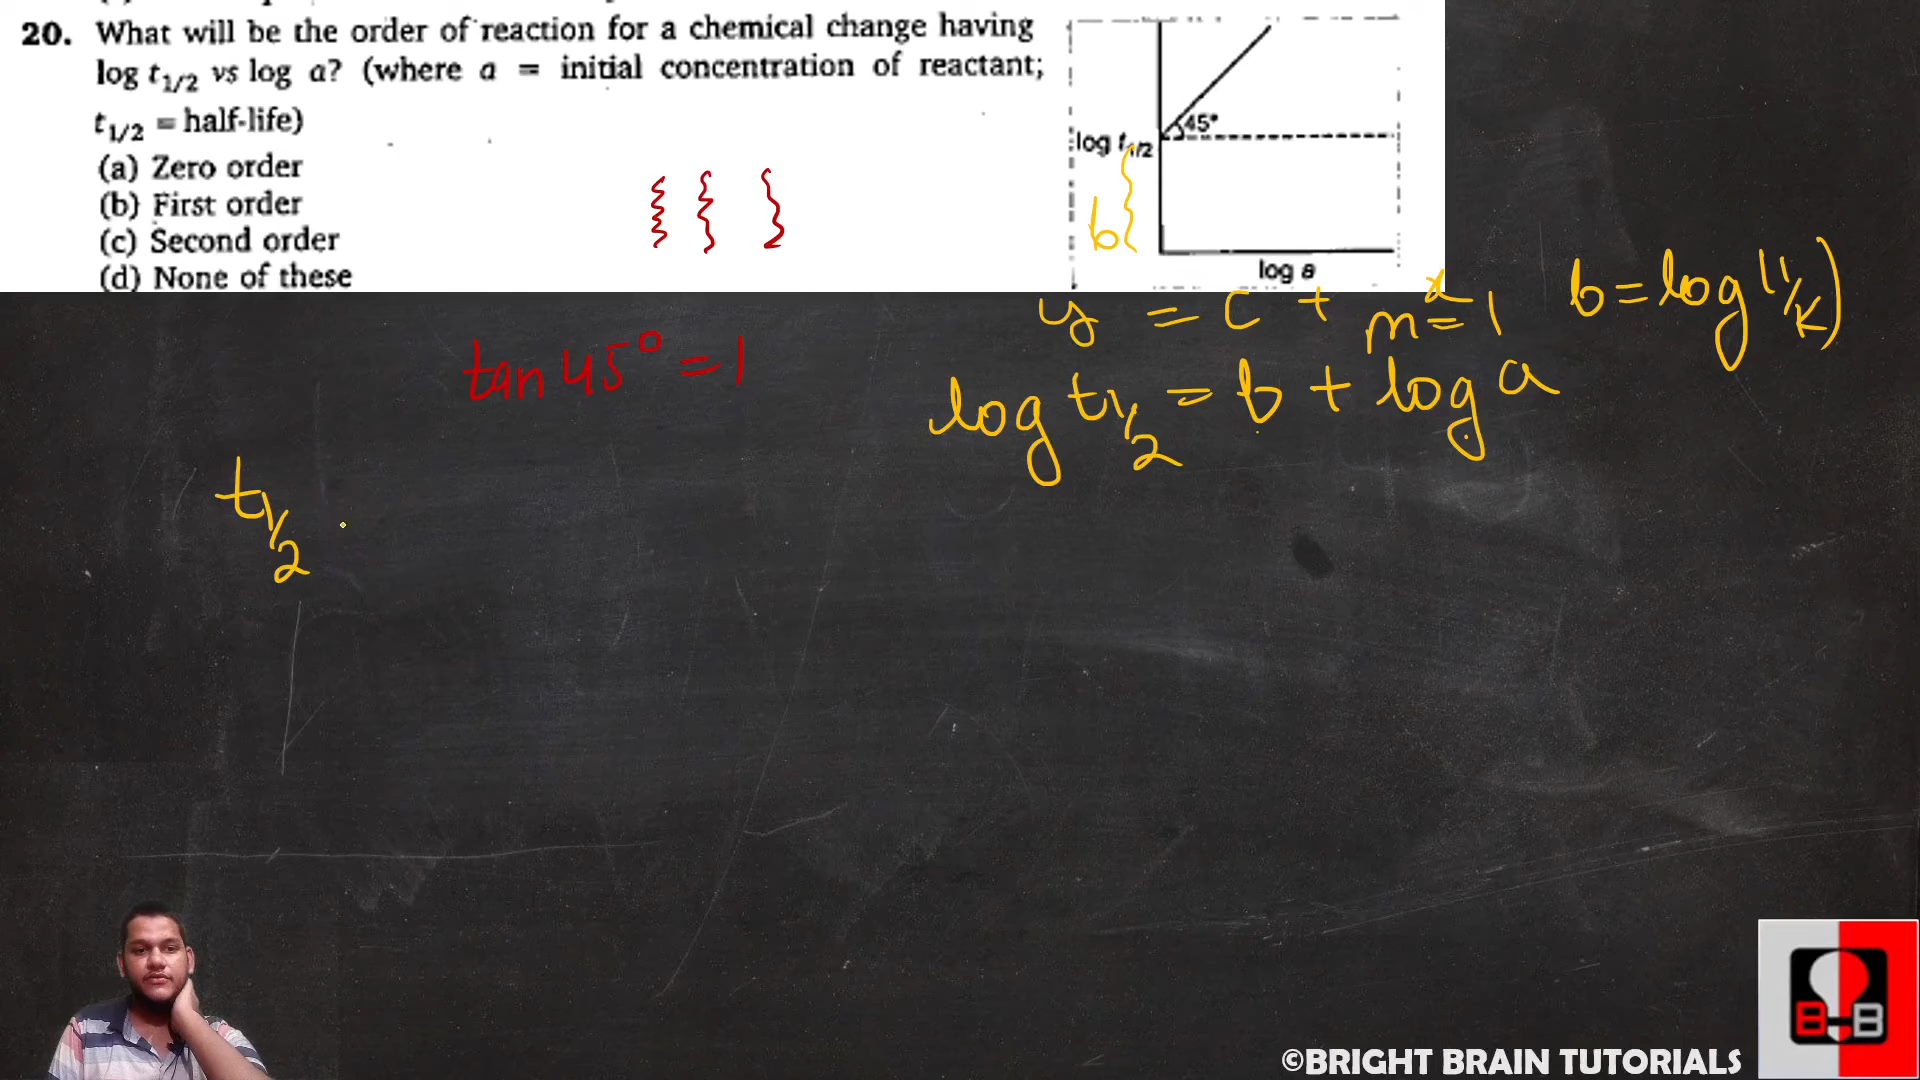 20. What will be the order of reaction for a chemical change having
log t1/2 vs log a? (where a = initial concentration of reactant;
t1/2 = half-life)
(a) Zero order
(b) First order
(c) Second order
(d) None of these
45°
log t1/2
b
log a
y = c + m x = 1
b = log (1/K)
tan 45° = 1
log t1/2 = b + log a
t1/2
B B
©BRIGHT BRAIN TUTORIALS